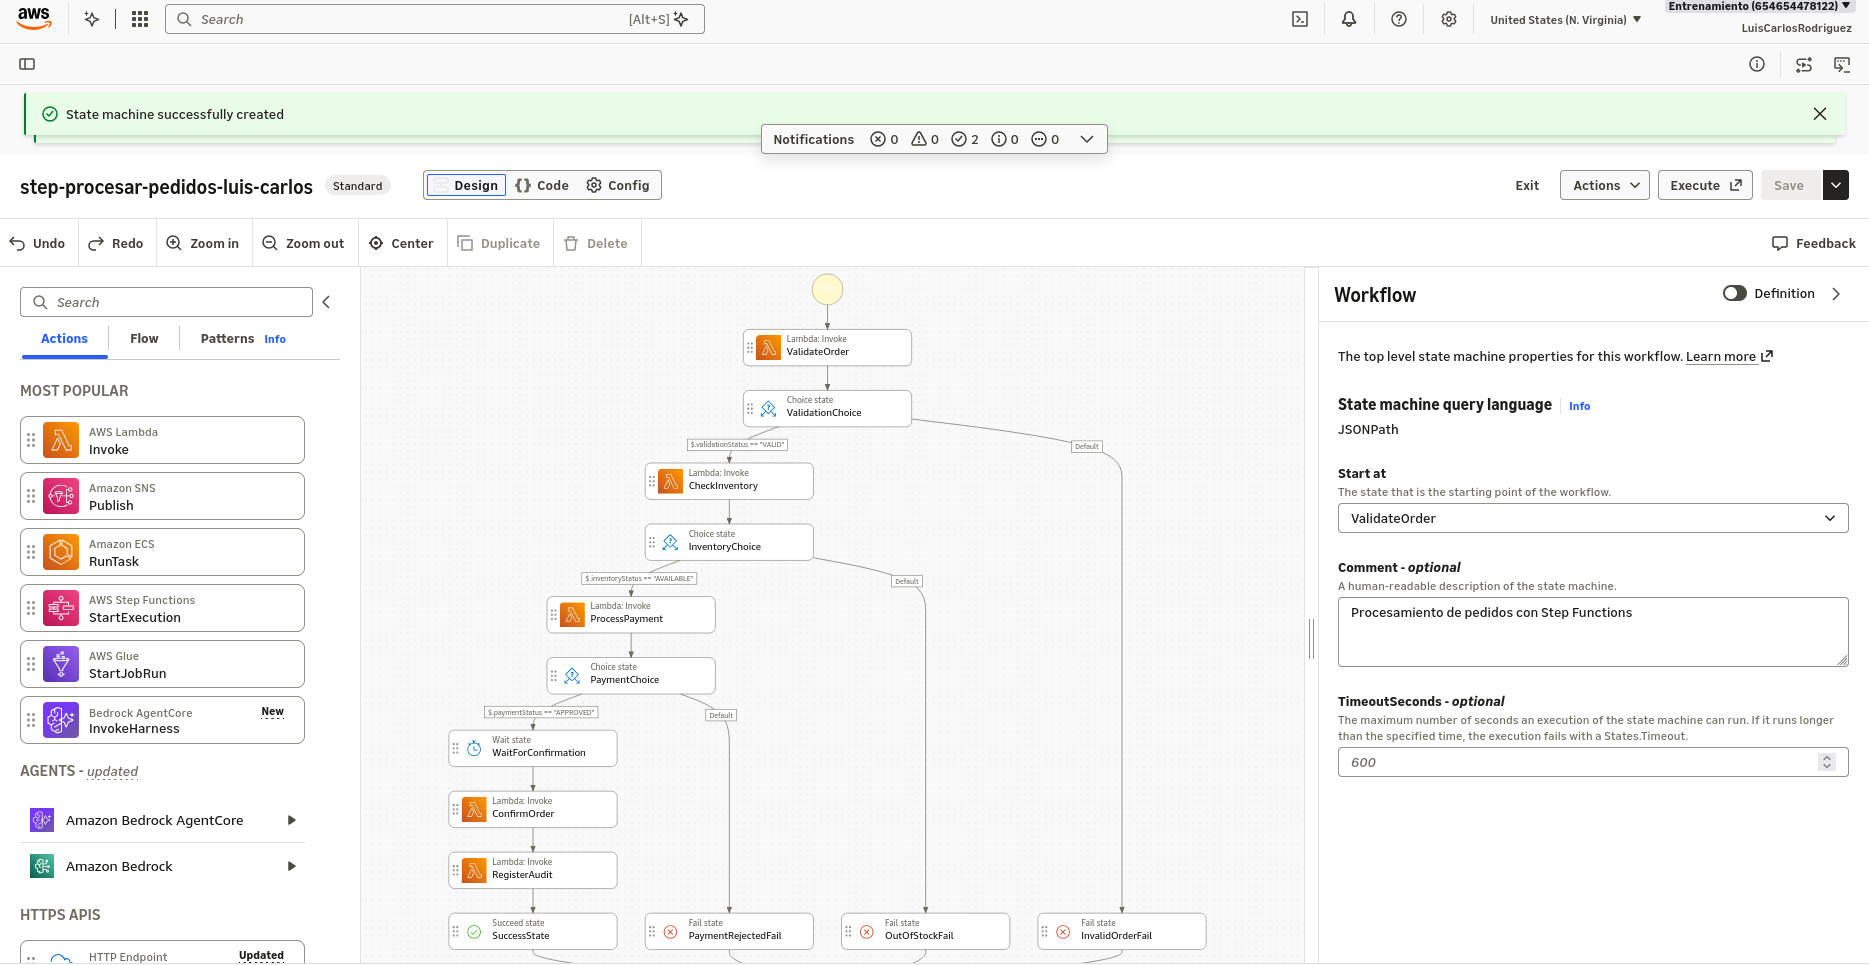 aws
Search
[Alt+S]
United States (N. Virginia)
Entrenamiento (654654478122)
LuisCarlosRodriguez
State machine successfully created
Notifications
0
0
2
0
0
step-procesar-pedidos-luis-carlos
Standard
Design
{} Code
Config
Exit
Actions
Execute
Save
Undo
Redo
Zoom in
Zoom out
Center
Duplicate
Delete
Feedback
Search
Actions
Flow
Patterns
Info
MOST POPULAR
AWS Lambda
Invoke
Amazon SNS
Publish
Amazon ECS
RunTask
AWS Step Functions
StartExecution
AWS Glue
StartJobRun
Bedrock AgentCore
InvokeHarness
New
AGENTS - updated
Amazon Bedrock AgentCore
Amazon Bedrock
HTTPS APIS
HTTP Endpoint
Updated
Lambda: Invoke
ValidateOrder
Choice state
ValidationChoice
$.validationStatus == "VALID"
Default
Lambda: Invoke
CheckInventory
Choice state
InventoryChoice
$.inventoryStatus == "AVAILABLE"
Default
Lambda: Invoke
ProcessPayment
Choice state
PaymentChoice
$.paymentStatus == "APPROVED"
Default
Wait state
WaitForConfirmation
Lambda: Invoke
ConfirmOrder
Lambda: Invoke
RegisterAudit
Succeed state
SuccessState
Fail state
PaymentRejectedFail
Fail state
OutOfStockFail
Fail state
InvalidOrderFail
Workflow
Definition
The top level state machine properties for this workflow. Learn more
State machine query language
Info
JSONPath
Start at
The state that is the starting point of the workflow.
ValidateOrder
Comment - optional
A human-readable description of the state machine.
Procesamiento de pedidos con Step Functions
TimeoutSeconds - optional
The maximum number of seconds an execution of the state machine can run. If it runs longer
than the specified time, the execution fails with a States.Timeout.
600